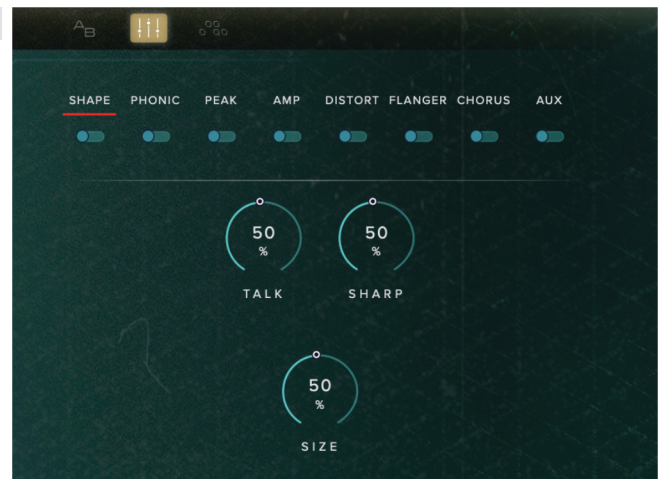 A B
SHAPE PHONIC PEAK AMP DISTORT FLANGER CHORUS AUX
50 50
% %
TALK SHARP
50
%
SIZE